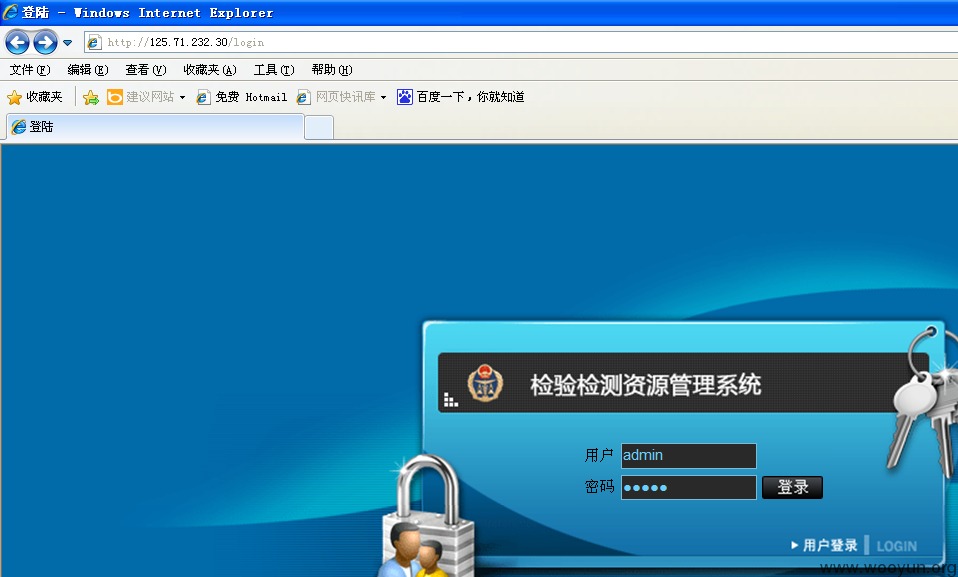 登陆 - Windows Internet Explorer
http://125.71.232.30/login
文件(F) 编辑(E) 查看(V) 收藏夹(A) 工具(T) 帮助(H)
收藏夹 建议网站 免费 Hotmail 网页快讯库 百度一下，你就知道
登陆
检验检测资源管理系统
用户 admin
密码 ●●●●● 登录
用户登录 LOGIN
www.wooyun.org